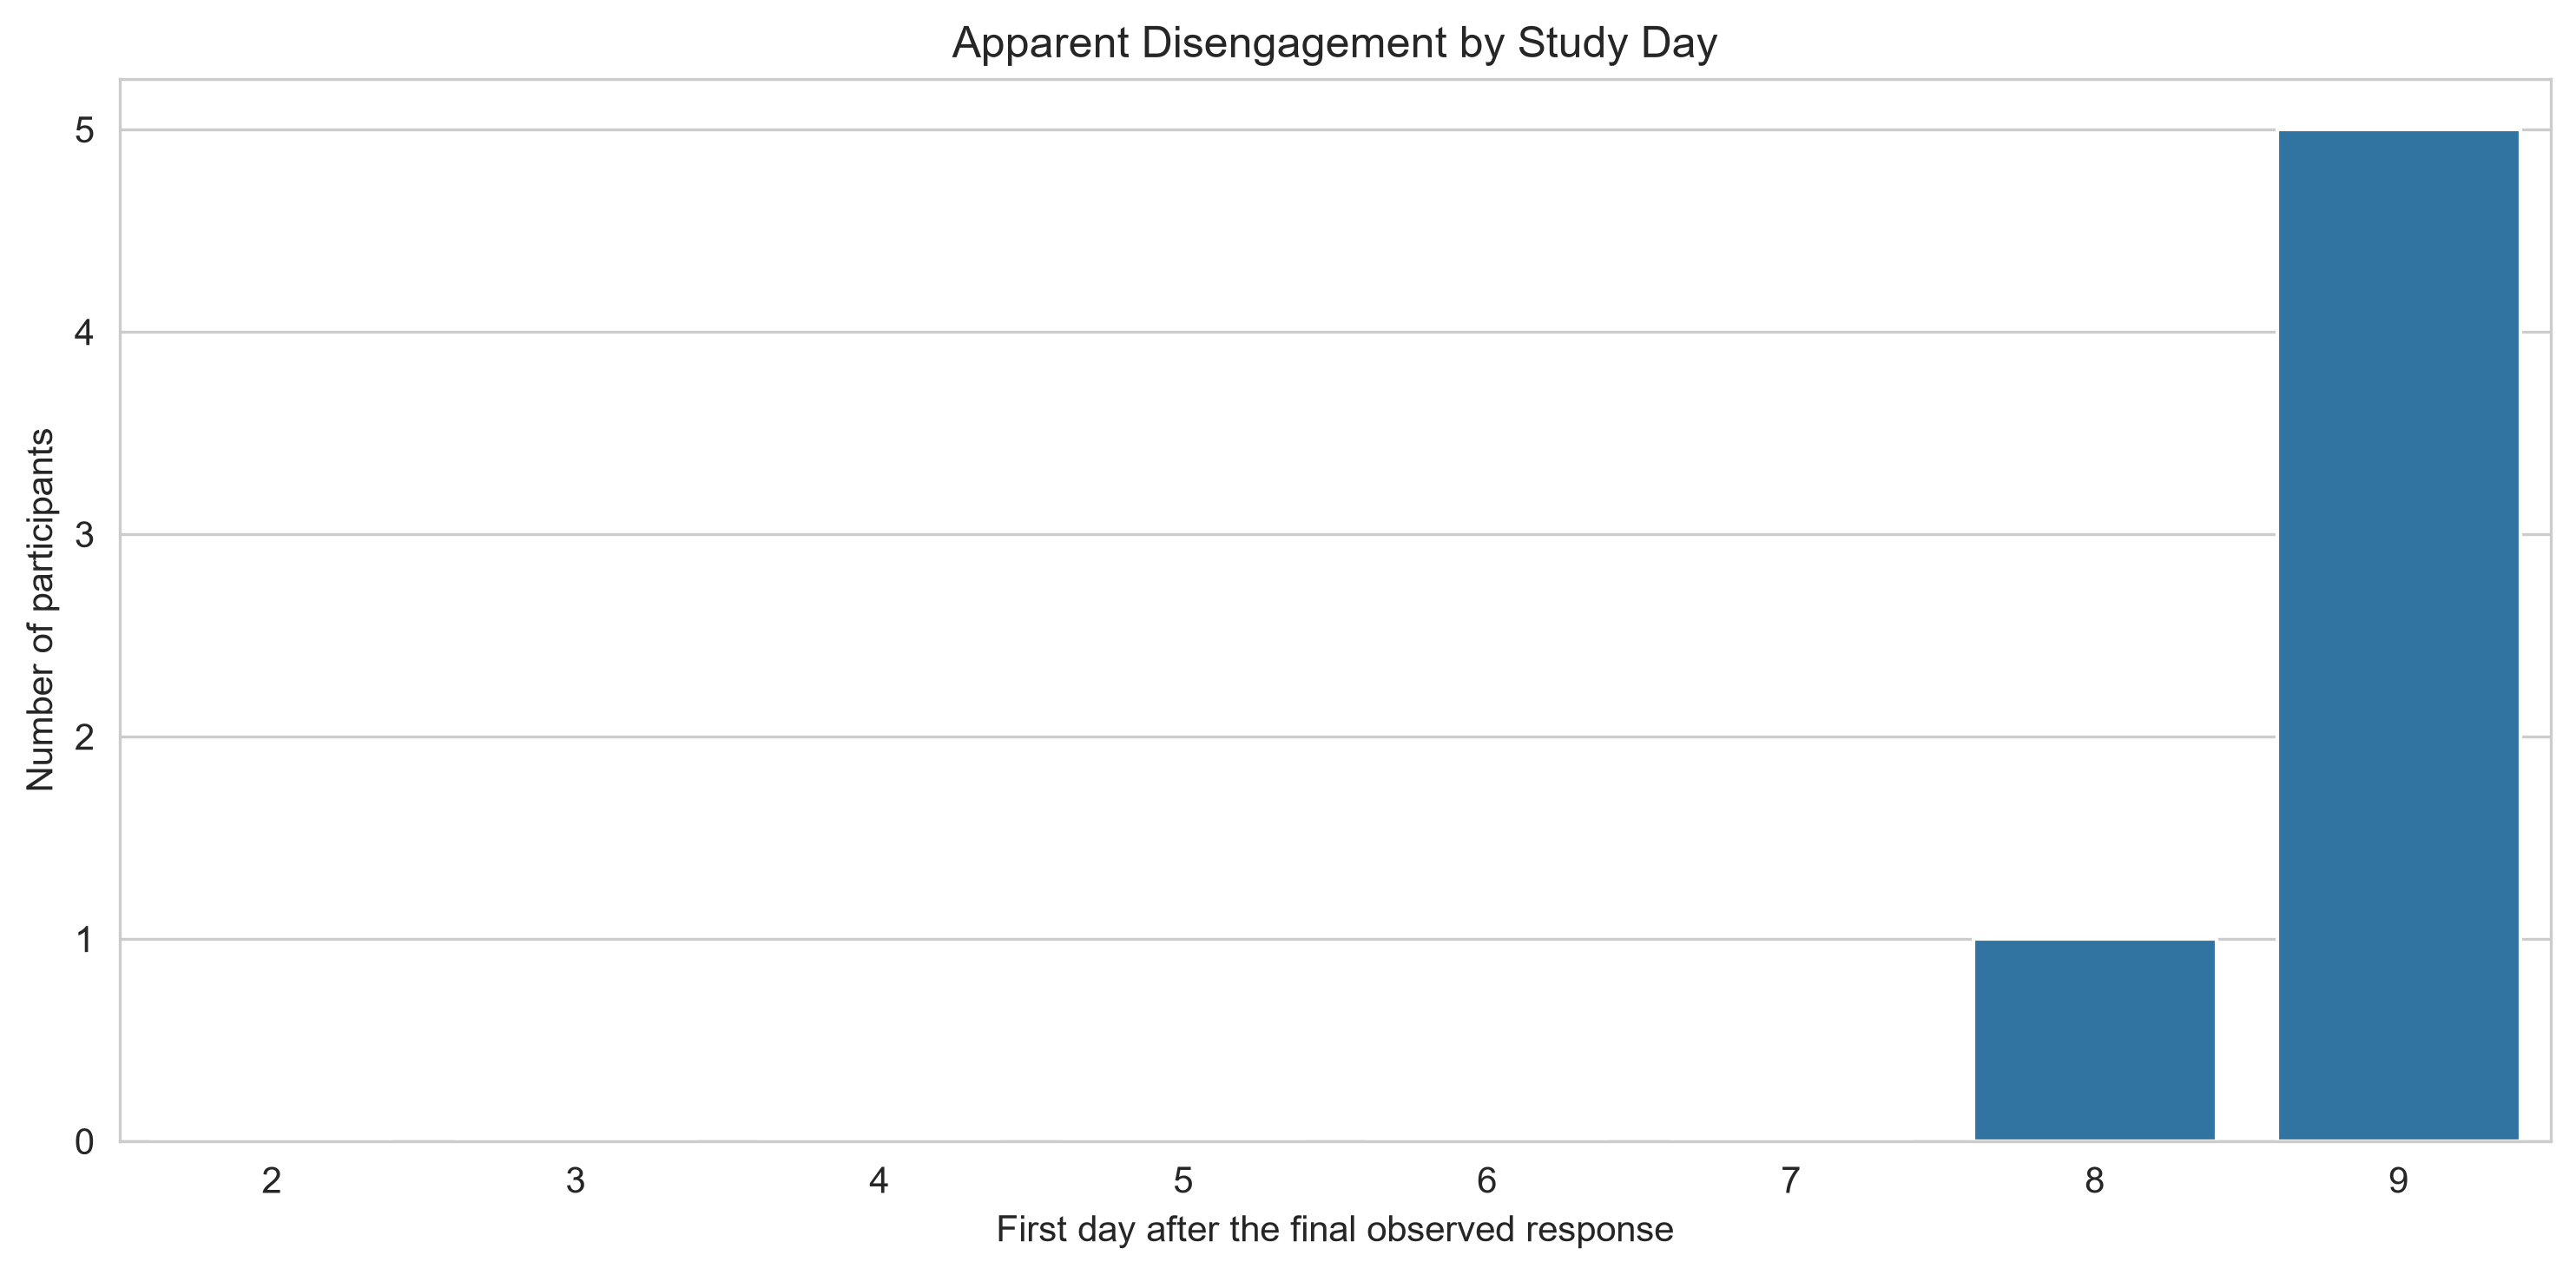 Apparent Disengagement by Study Day
5
4
3
2
1
0
Number of participants
2 3 4 5 6 7 8 9
First day after the final observed response